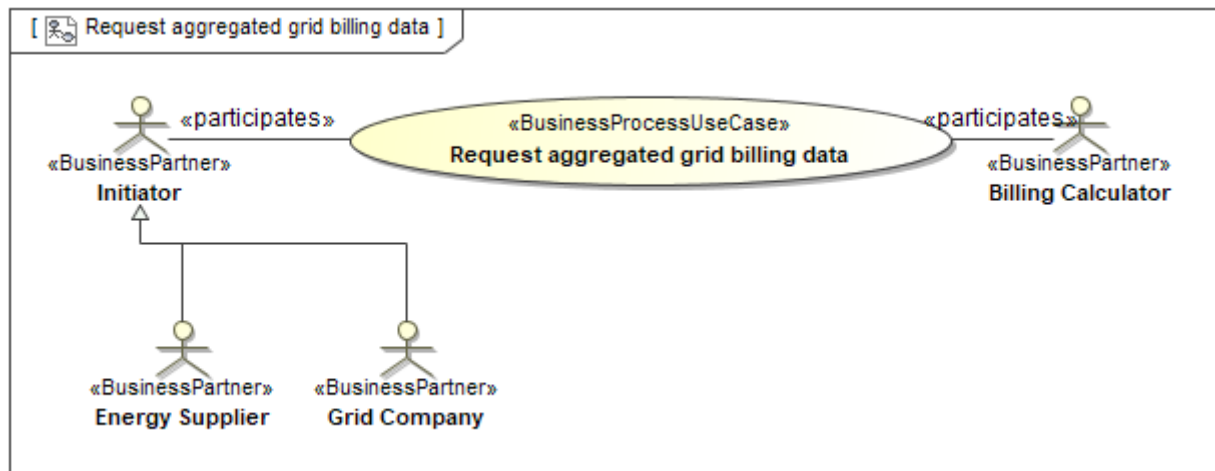 [ Request aggregated grid billing data ]
«participates»
«BusinessProcessUseCase»
«participates»
Request aggregated grid billing data
«BusinessPartner»
Initiator
«BusinessPartner»
Billing Calculator
«BusinessPartner»
Energy Supplier
«BusinessPartner»
Grid Company